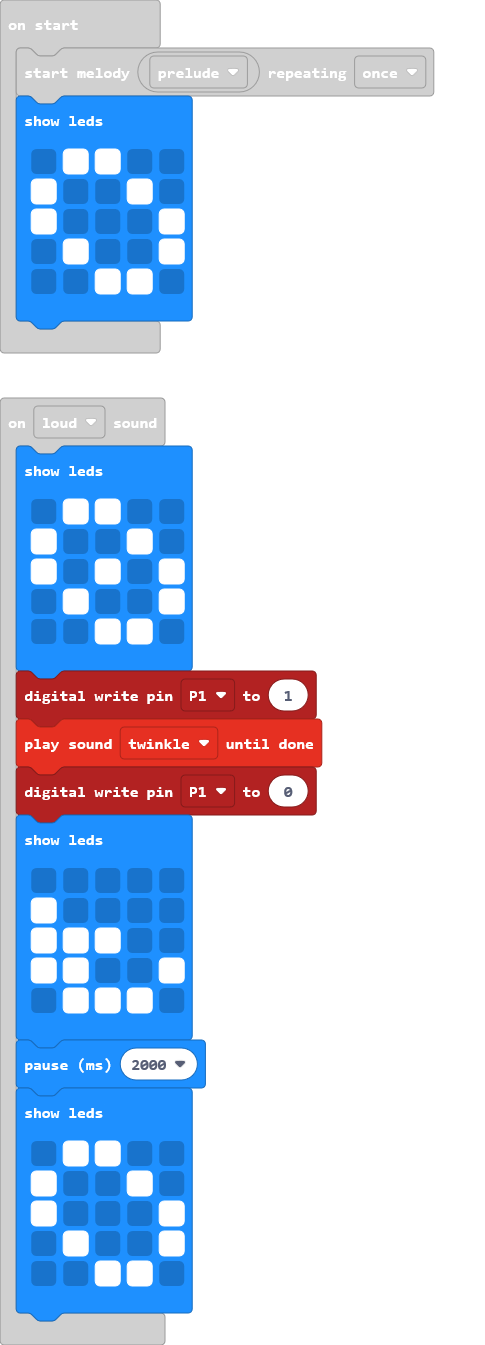 on start
start melody prelude repeating once
show leds
on loud sound
show leds
digital write pin P1 to 1
play sound twinkle until done
digital write pin P1 to 0
show leds
pause (ms) 2000
show leds